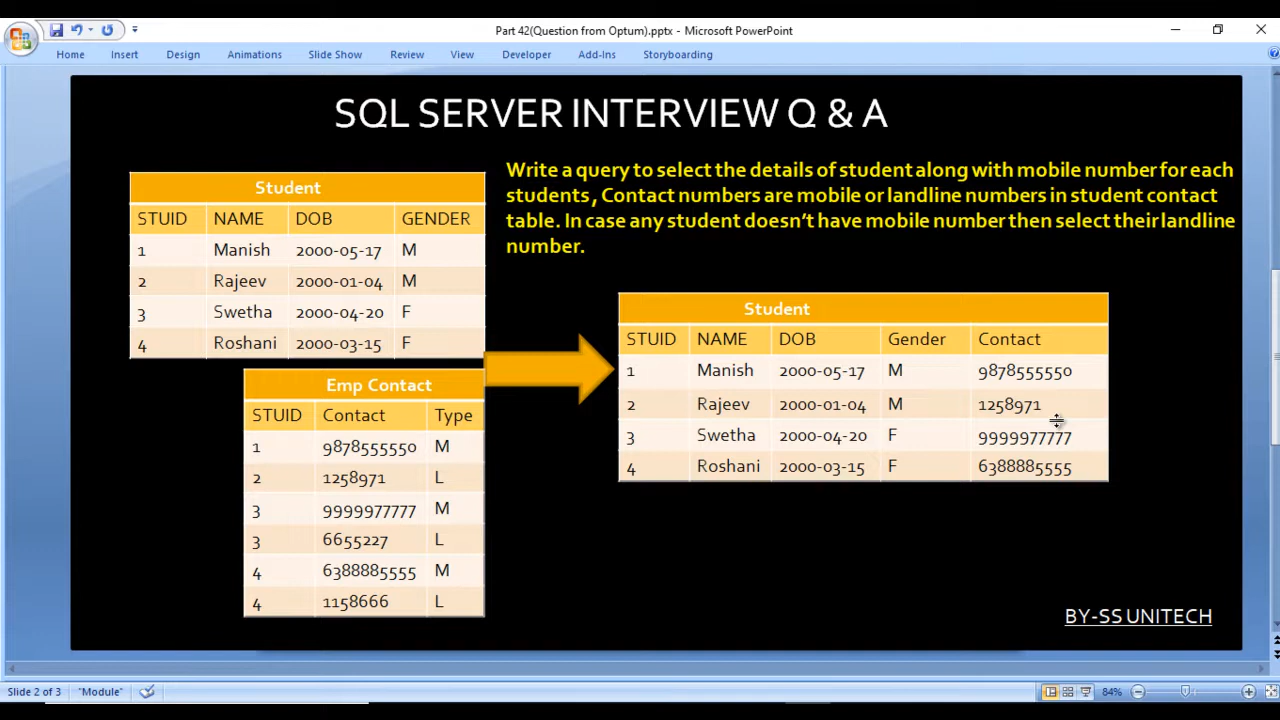 Part 42(Question from Optum).pptx - Microsoft PowerPoint
Home Insert Design Animations Slide Show Review View Developer Add-Ins Storyboarding
SQL SERVER INTERVIEW Q & A
Write a query to select the details of student along with mobile number for each
students , Contact numbers are mobile or landline numbers in student contact
table. In case any student doesn't have mobile number then select their landline
number.
Student
STUID NAME DOB GENDER
1 Manish 2000-05-17 M
2 Rajeev 2000-01-04 M
3 Swetha 2000-04-20 F
4 Roshani 2000-03-15 F
Emp Contact
STUID Contact Type
1 9878555550 M
2 1258971 L
3 9999977777 M
3 6655227 L
4 6388885555 M
4 1158666 L
Student
STUID NAME DOB Gender Contact
1 Manish 2000-05-17 M 9878555550
2 Rajeev 2000-01-04 M 1258971
3 Swetha 2000-04-20 F 9999977777
4 Roshani 2000-03-15 F 6388885555
BY-SS UNITECH
Slide 2 of 3 "Module" 84%